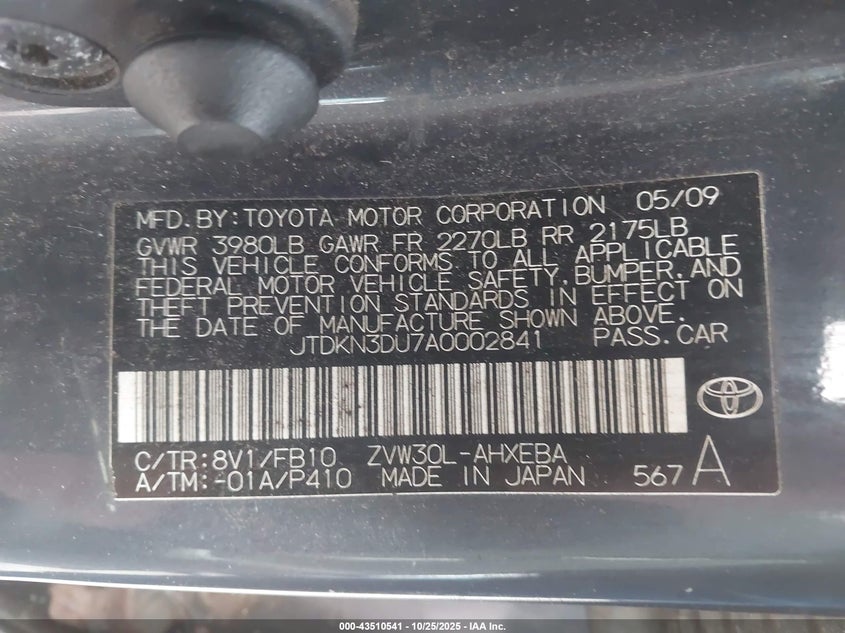 MFD.BY:TOYOTA MOTOR CORPORATION 05/09
GVWR 3980LB GAWR FR 2270LB RR 2175LB
THIS VEHICLE CONFORMS TO ALL APPLICABLE
FEDERAL MOTOR VEHICLE SAFETY,BUMPER,AND
THEFT PREVENTION STANDARDS IN EFFECT ON
THE DATE OF MANUFACTURE SHOWN ABOVE.
JTDKN3DU7A0002841 PASS.CAR
C/TR:8V1/FB10 ZVW30L-AHXEBA
A/TM:-01A/P410 MADE IN JAPAN 567 A
000-43510541 / 10/25/2025 - IAA Inc.